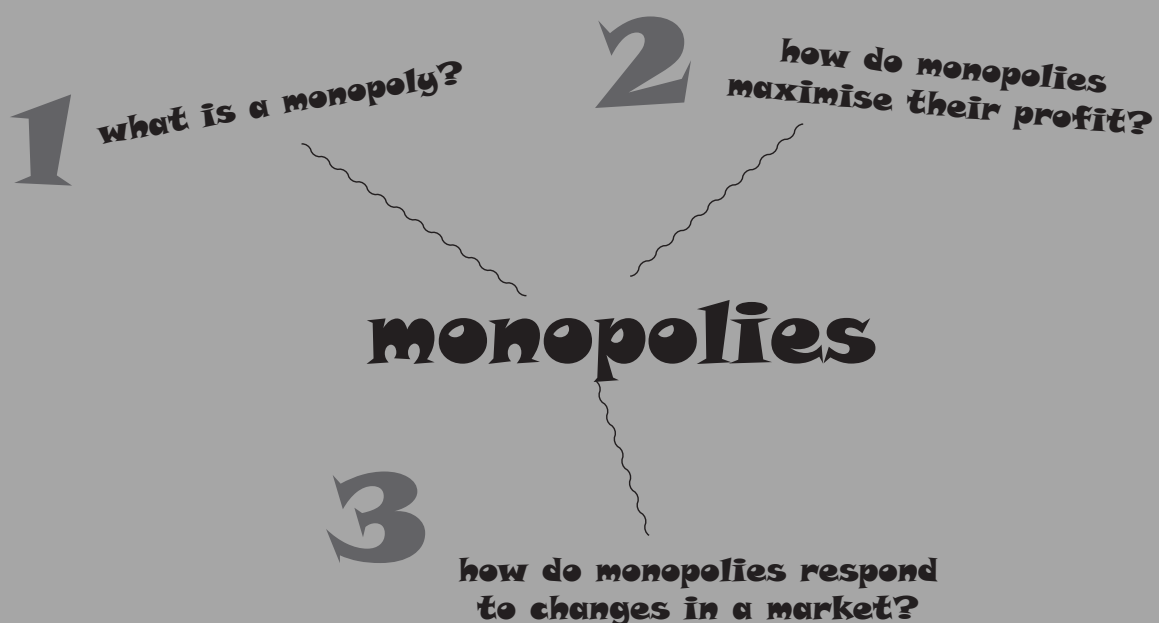 1
what is a monopoly?
2
how do monopolies
maximise their profit?
monopolies
3
how do monopolies respond
to changes in a market?